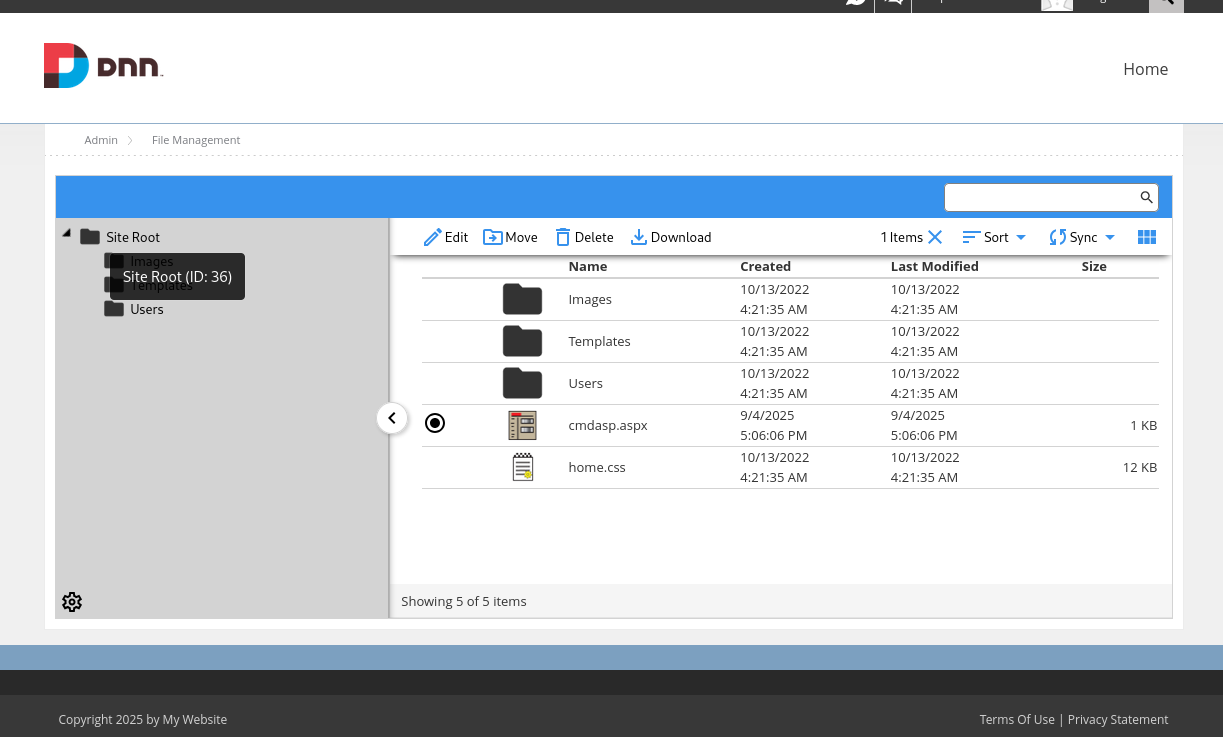 DNN
Home
Admin
File Management
Site Root
Images
Site Root (ID: 36)
Templates
Users
Edit
Move
Delete
Download
1 Items
Sort
Sync
Name Created Last Modified Size
Images 10/13/2022 4:21:35 AM 10/13/2022 4:21:35 AM
Templates 10/13/2022 4:21:35 AM 10/13/2022 4:21:35 AM
Users 10/13/2022 4:21:35 AM 10/13/2022 4:21:35 AM
cmdasp.aspx 9/4/2025 5:06:06 PM 9/4/2025 5:06:06 PM 1 KB
home.css 10/13/2022 4:21:35 AM 10/13/2022 4:21:35 AM 12 KB
Showing 5 of 5 items
Copyright 2025 by My Website
Terms Of Use | Privacy Statement